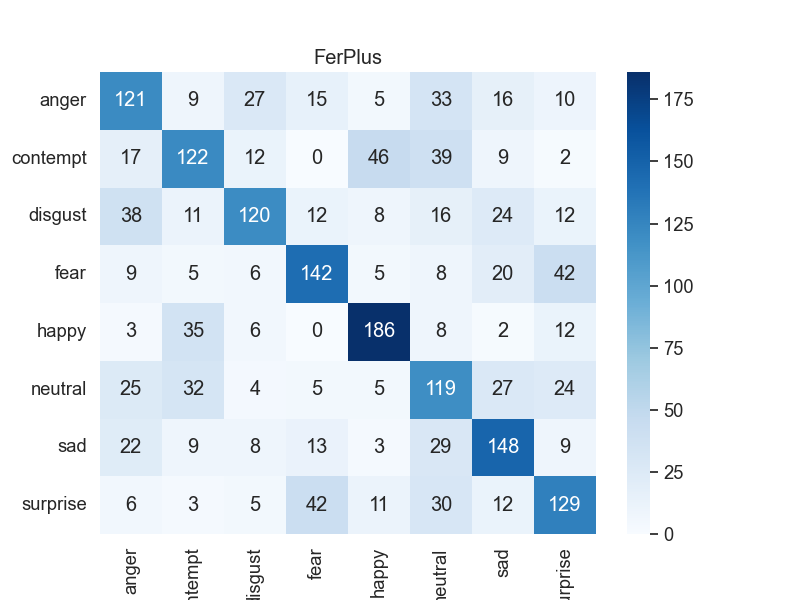 FerPlus
anger 121 9 27 15 5 33 16 10
contempt 17 122 12 0 46 39 9 2
disgust 38 11 120 12 8 16 24 12
fear 9 5 6 142 5 8 20 42
happy 3 35 6 0 186 8 2 12
neutral 25 32 4 5 5 119 27 24
sad 22 9 8 13 3 29 148 9
surprise 6 3 5 42 11 30 12 129
anger ntempt disgust fear happy neutral sad urprise
175
150
125
100
75
50
25
0